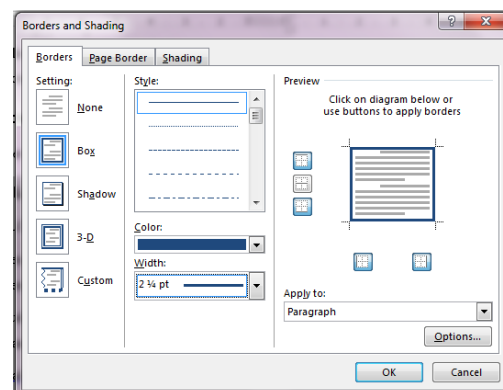 Borders and Shading
Borders Page Border Shading
Setting:
None
Box
Shadow
3-D
Custom
Style:
Color:
Width:
2 ¼ pt
Preview
Click on diagram below or
use buttons to apply borders
Apply to:
Paragraph
Options...
OK Cancel